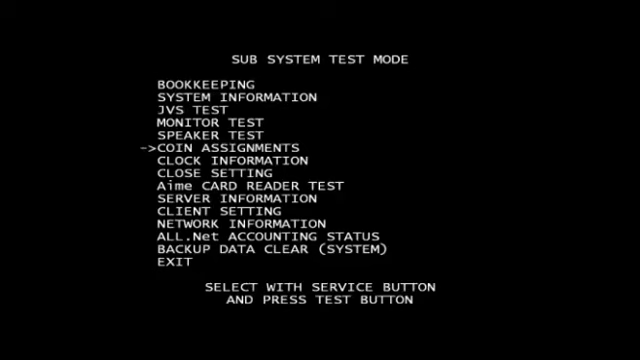 SUB SYSTEM TEST MODE
BOOKKEEPING
SYSTEM INFORMATION
JVS TEST
MONITOR TEST
SPEAKER TEST
->COIN ASSIGNMENTS
CLOCK INFORMATION
CLOSE SETTING
Aime CARD READER TEST
SERVER INFORMATION
CLIENT SETTING
NETWORK INFORMATION
ALL.Net ACCOUNTING STATUS
BACKUP DATA CLEAR (SYSTEM)
EXIT
SELECT WITH SERVICE BUTTON
AND PRESS TEST BUTTON